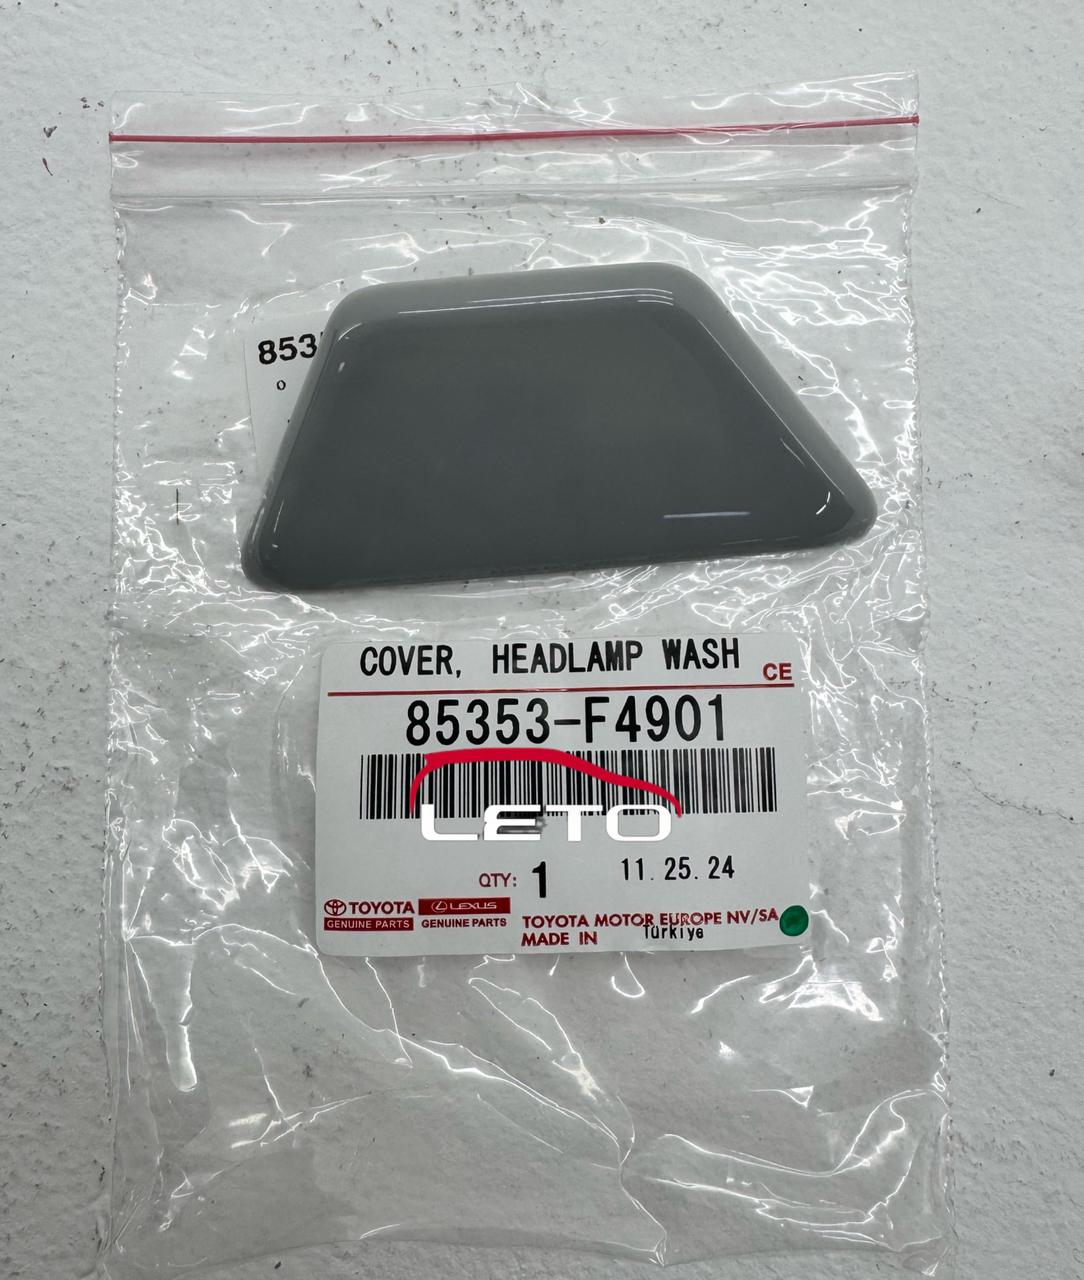 853
0
COVER, HEADLAMP WASH
CE
85353-F4901
LETO
QTY: 1 11.25.24
TOYOTA LEXUS
GENUINE PARTS GENUINE PARTS
TOYOTA MOTOR EUROPE NV/SA
MADE IN Türkiye